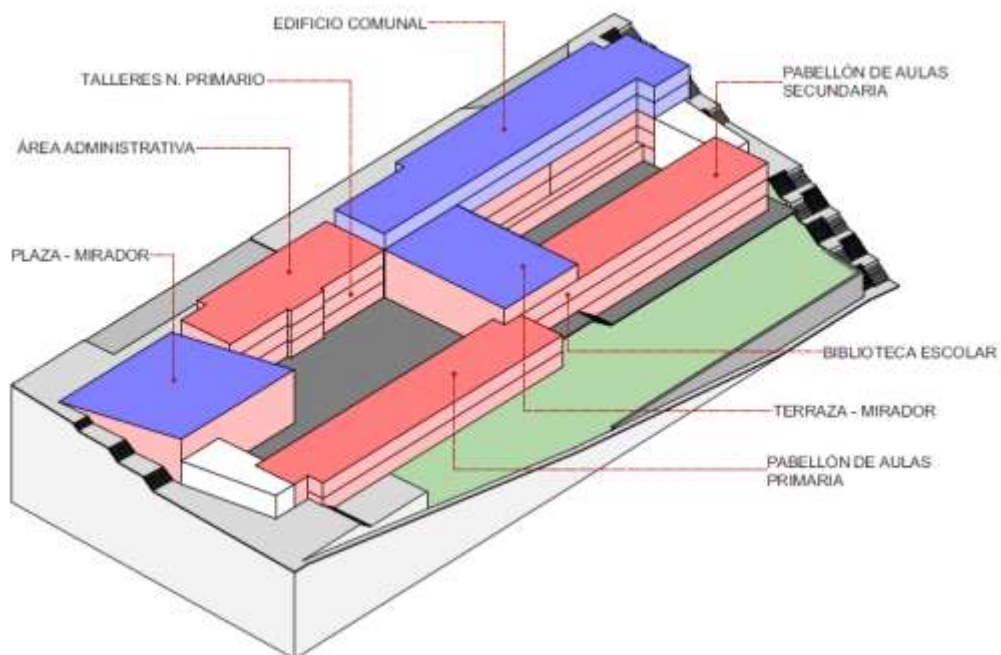 EDIFICIO COMUNAL
TALLERES N. PRIMARIO
PABELLÓN DE AULAS
SECUNDARIA
ÁREA ADMINISTRATIVA
PLAZA - MIRADOR
BIBLIOTECA ESCOLAR
TERRAZA - MIRADOR
PABELLÓN DE AULAS
PRIMARIA